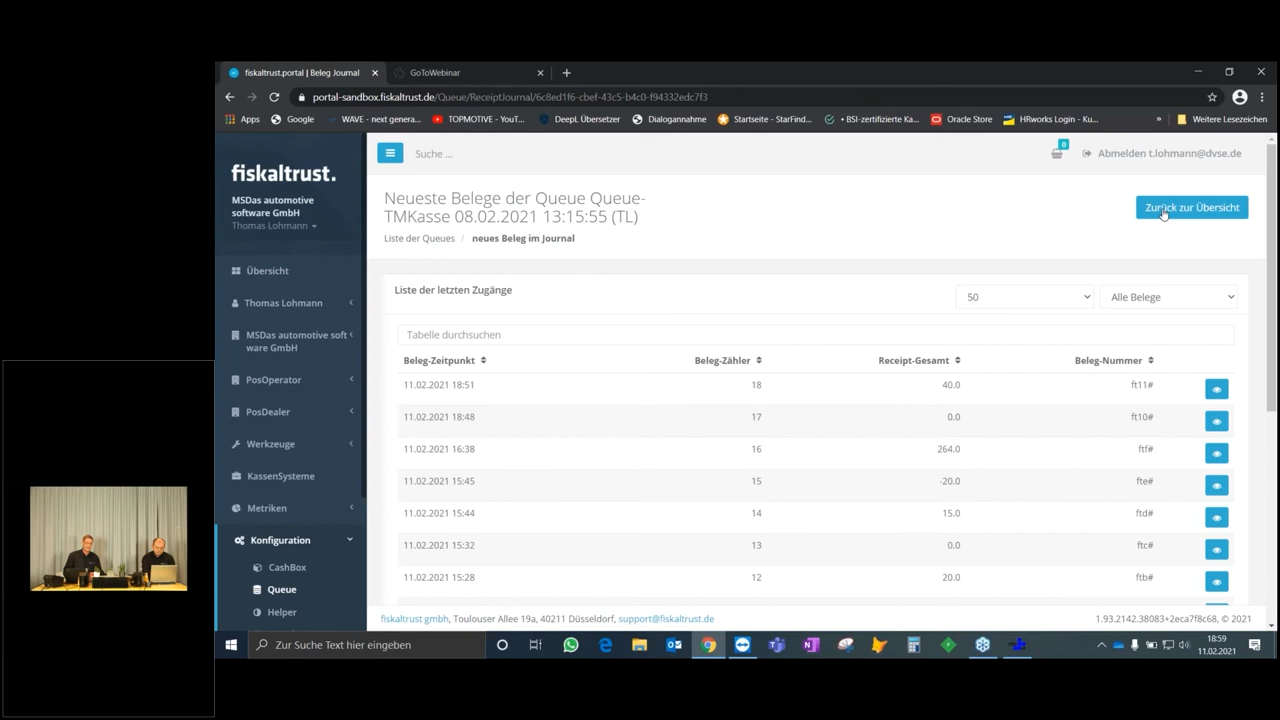 fiskaltrust.portal | Beleg Journal
GoToWebinar
portal-sandbox.fiskaltrust.de/Queue/ReceiptJournal/6c8ed1f6-cbef-43c5-b4c0-f94332edc7f3
Apps Google WAVE - next genera... TOPMOTIVE - YouT... DeepL Übersetzer Dialogannahme Startseite - StarFind... • BSI-zertifizierte Ka... Oracle Store HRworks Login - Ku... » Weitere Lesezeichen
fiskaltrust.
MSDas automotive
software GmbH
Thomas Lohmann
Übersicht
Thomas Lohmann
MSDas automotive soft
ware GmbH
PosOperator
PosDealer
Werkzeuge
KassenSysteme
Metriken
Konfiguration
CashBox
Queue
Helper
Suche ...
0
Abmelden t.lohmann@dvse.de
Neueste Belege der Queue Queue-
TMKasse 08.02.2021 13:15:55 (TL)
Zurück zur Übersicht
Liste der Queues / neues Beleg im Journal
Liste der letzten Zugänge
50
Alle Belege
Tabelle durchsuchen
Beleg-Zeitpunkt Beleg-Zähler Receipt-Gesamt Beleg-Nummer
11.02.2021 18:51 18 40.0 ft11#
11.02.2021 18:48 17 0.0 ft10#
11.02.2021 16:38 16 264.0 ftf#
11.02.2021 15:45 15 -20.0 fte#
11.02.2021 15:44 14 15.0 ftd#
11.02.2021 15:32 13 0.0 ftc#
11.02.2021 15:28 12 20.0 ftb#
fiskaltrust gmbh, Toulouser Allee 19a, 40211 Düsseldorf, support@fiskaltrust.de
1.93.2142.38083+2eca7f8c68, © 2021
Zur Suche Text hier eingeben
18:59
11.02.2021